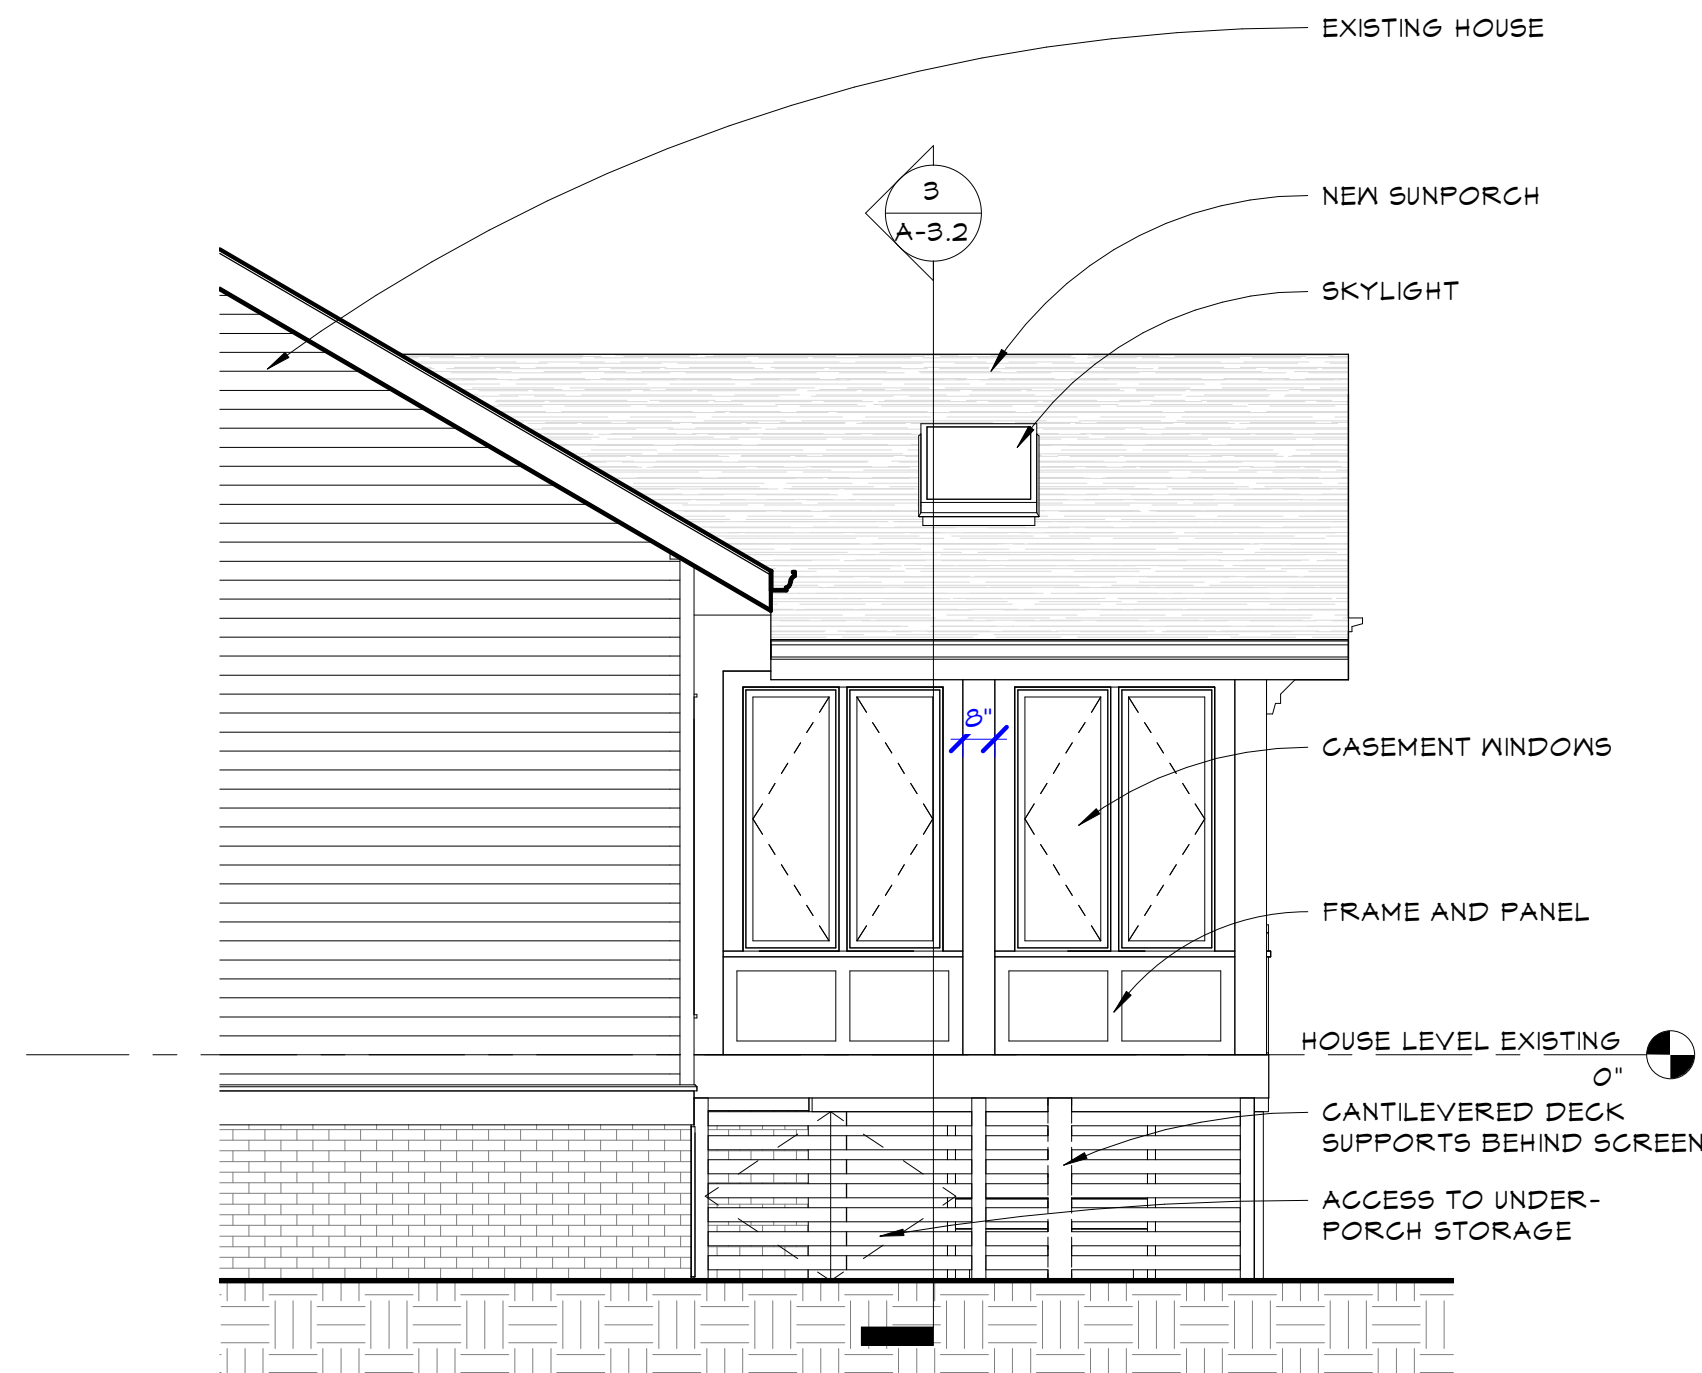 EXISTING HOUSE
3
A-3.2
NEW SUNPORCH
SKYLIGHT
8"
CASEMENT WINDOWS
FRAME AND PANEL
HOUSE LEVEL EXISTING
0"
CANTILEVERED DECK
SUPPORTS BEHIND SCREEN
ACCESS TO UNDER-
PORCH STORAGE